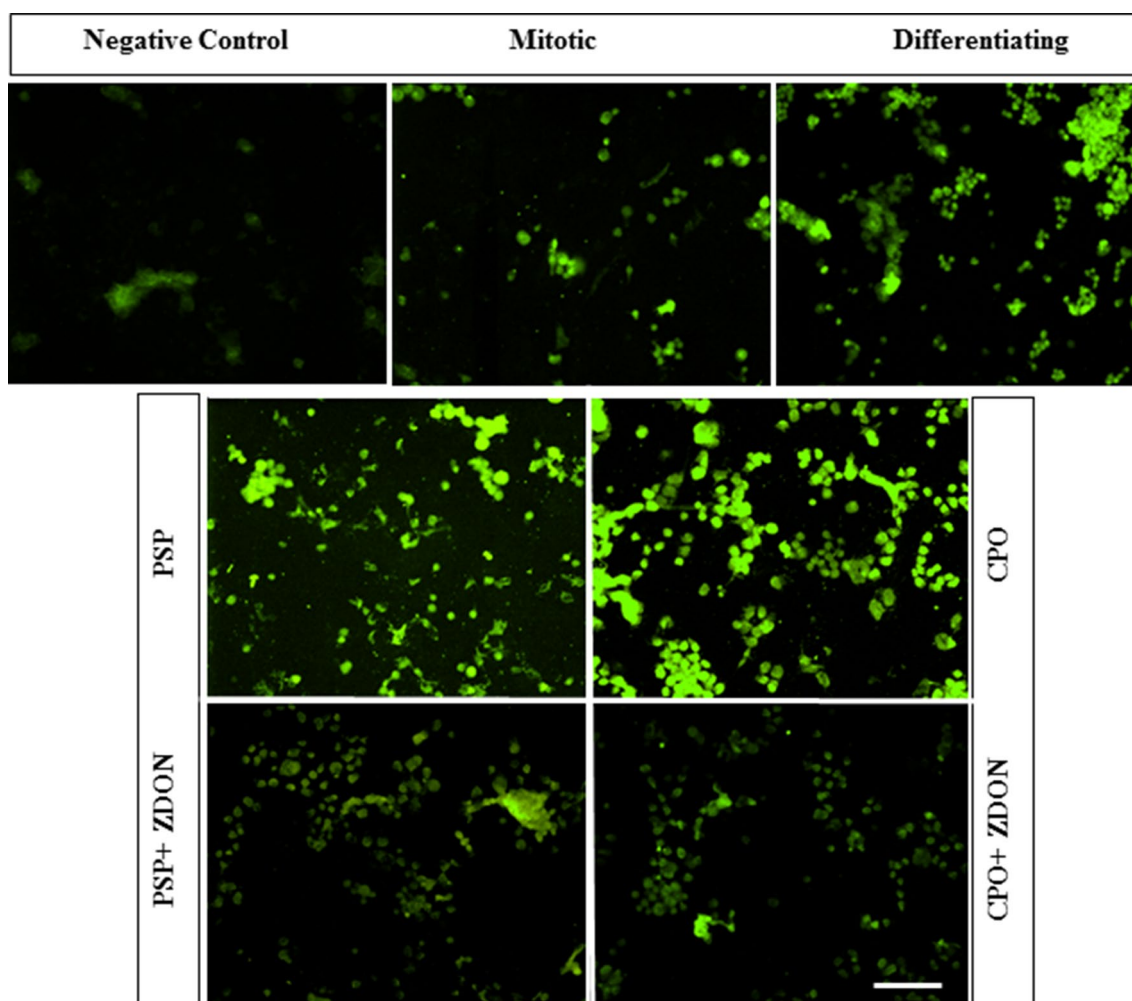 Negative Control Mitotic Differentiating
PSP
CPO
PSP+ ZDON
CPO+ ZDON